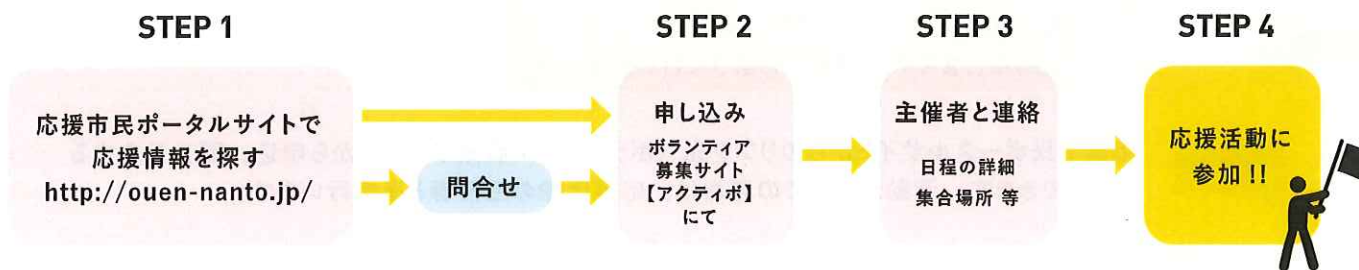 STEP 1
応援市民ポータルサイトで
応援情報を探す
http://ouen-nanto.jp/
問合せ
STEP 2
申し込み
ボランティア
募集サイト
【アクティボ】
にて
STEP 3
主催者と連絡
日程の詳細
集合場所 等
STEP 4
応援活動に
参加!!